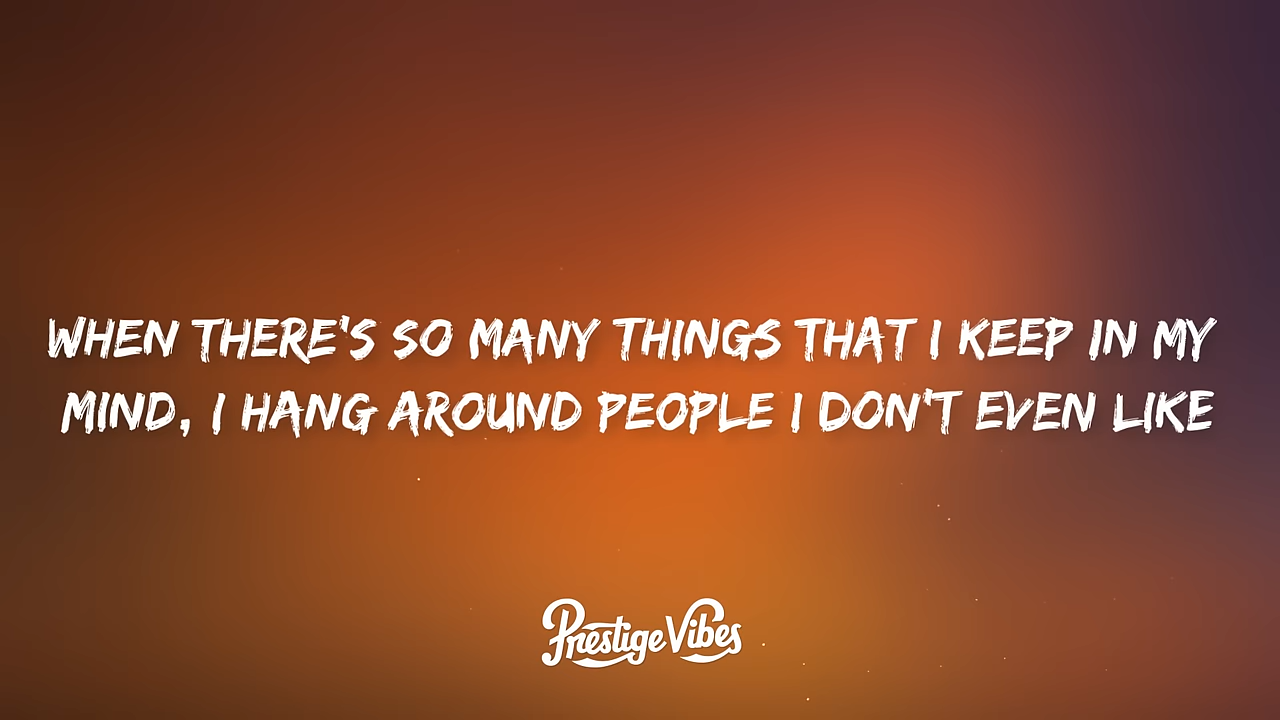 WHEN THERE'S SO MANY THINGS THAT I KEEP IN MY
MIND, I HANG AROUND PEOPLE I DON'T EVEN LIKE
Prestige Vibes